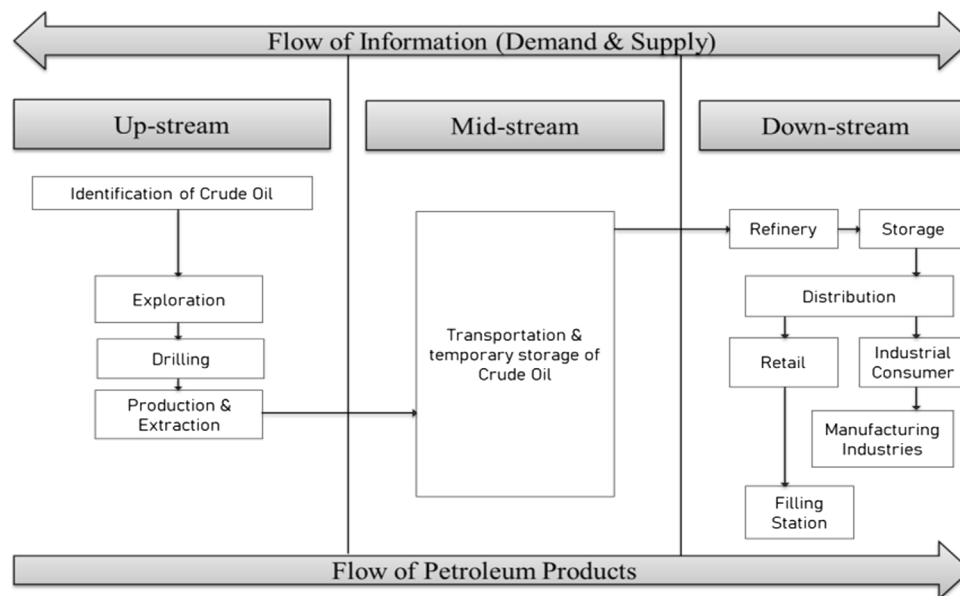 Flow of Information (Demand & Supply)
Up-stream
Mid-stream
Down-stream
Identification of Crude Oil
Exploration
Drilling
Production &
Extraction
Transportation &
temporary storage of
Crude Oil
Refinery
Storage
Distribution
Retail
Industrial
Consumer
Manufacturing
Industries
Filling
Station
Flow of Petroleum Products